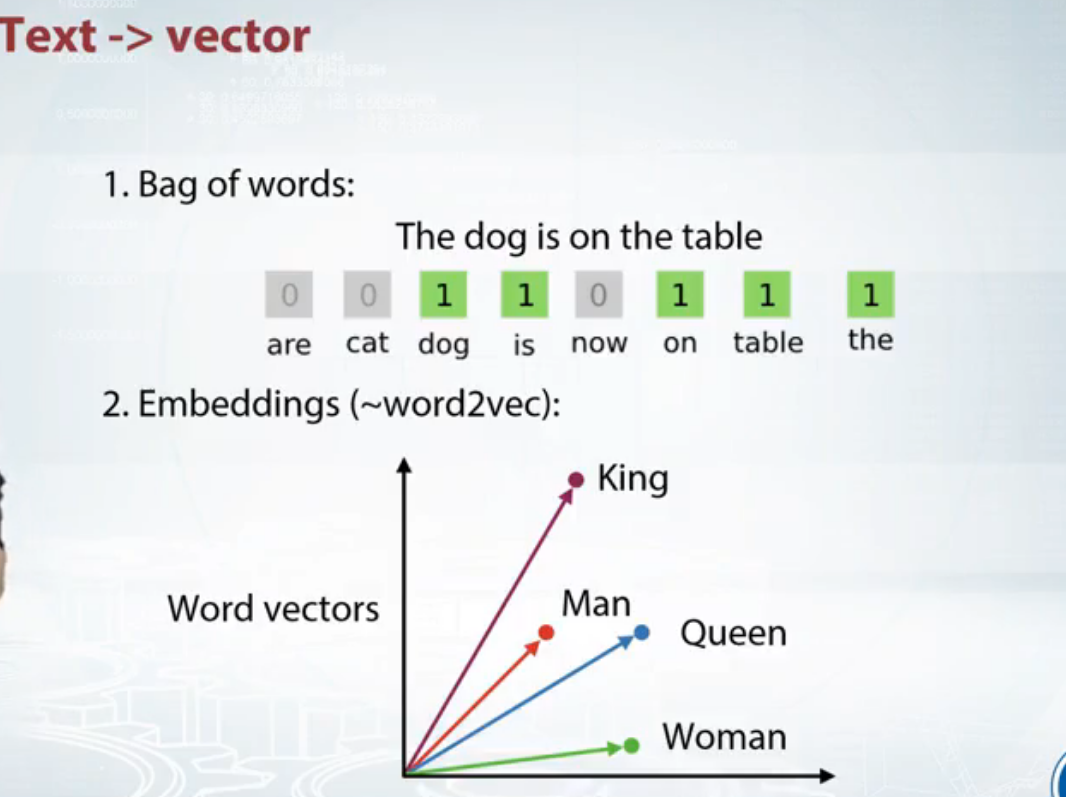 Text -> vector
1. Bag of words:
The dog is on the table
0 0 1 1 0 1 1 1
are cat dog is now on table the
2. Embeddings (~word2vec):
King
Man
Word vectors
Queen
Woman